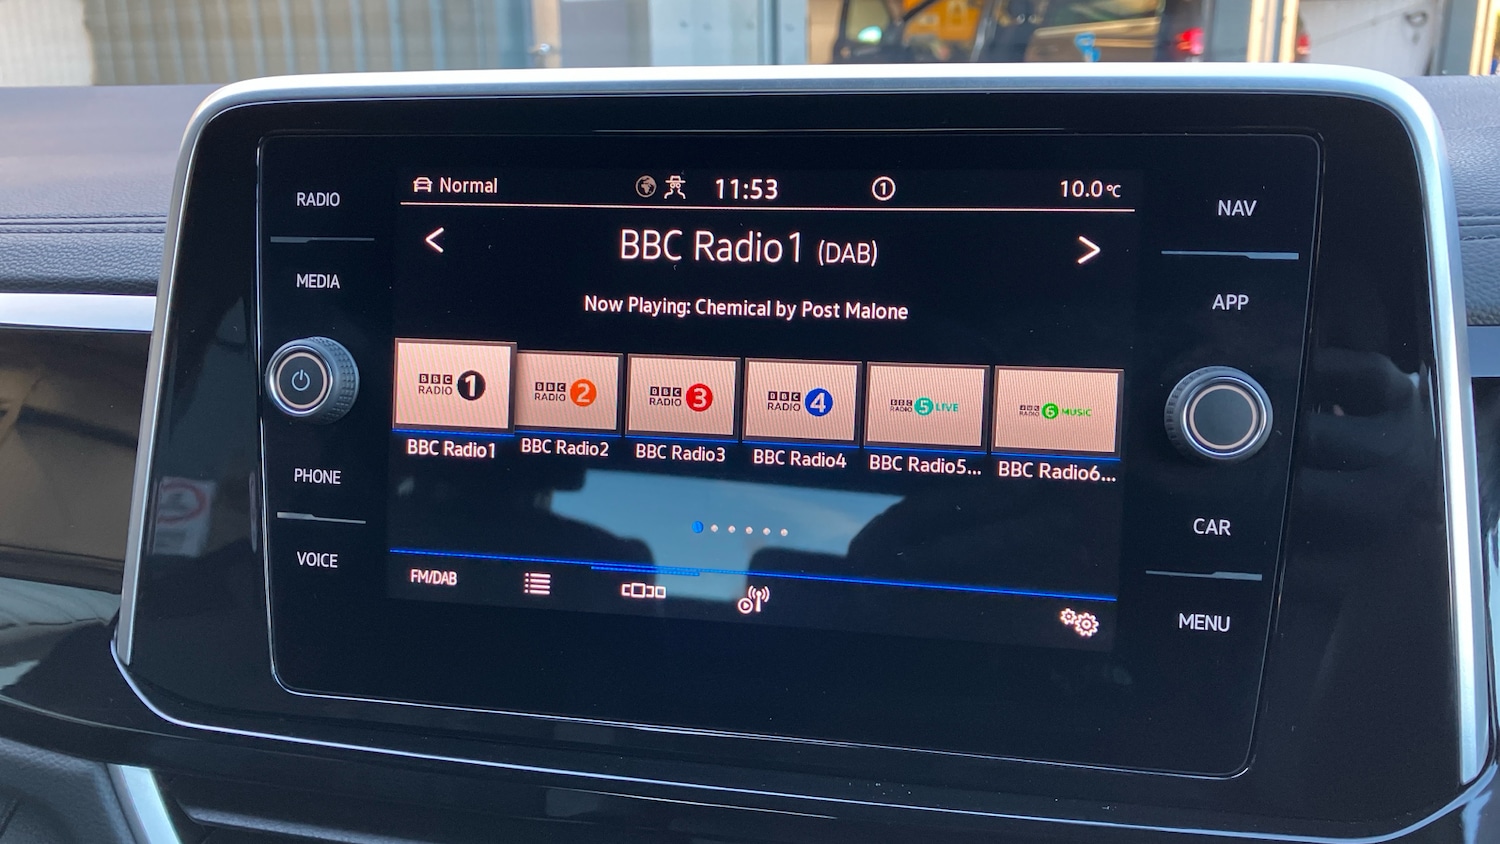 RADIO
MEDIA
PHONE
VOICE
Normal
11:53
1
10.0°C
< BBC Radio1 (DAB) >
Now Playing: Chemical by Post Malone
BBC RADIO 1
BBC RADIO 2
BBC RADIO 3
BBC RADIO 4
BBC RADIO 5 LIVE
BBC RADIO 6 MUSIC
BBC Radio1
BBC Radio2
BBC Radio3
BBC Radio4
BBC Radio5...
BBC Radio6...
FM/DAB
NAV
APP
CAR
MENU